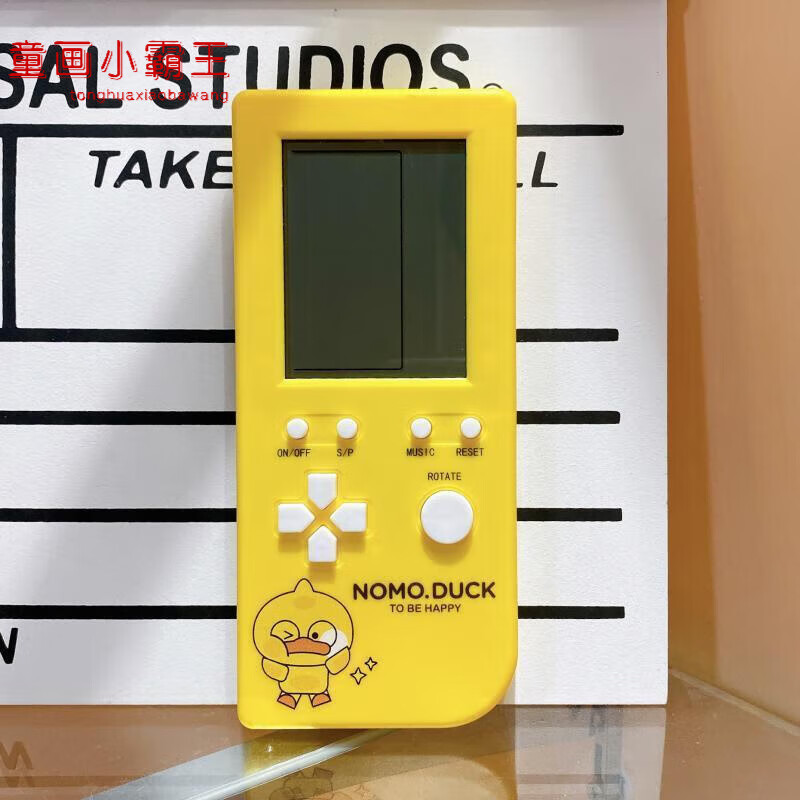 童画小霸王
tonghuaxiaobawang
SAL STUDIOS
TAKE LL
ON/OFF S/P MUSIC RESET
ROTATE
NOMO.DUCK
TO BE HAPPY
N